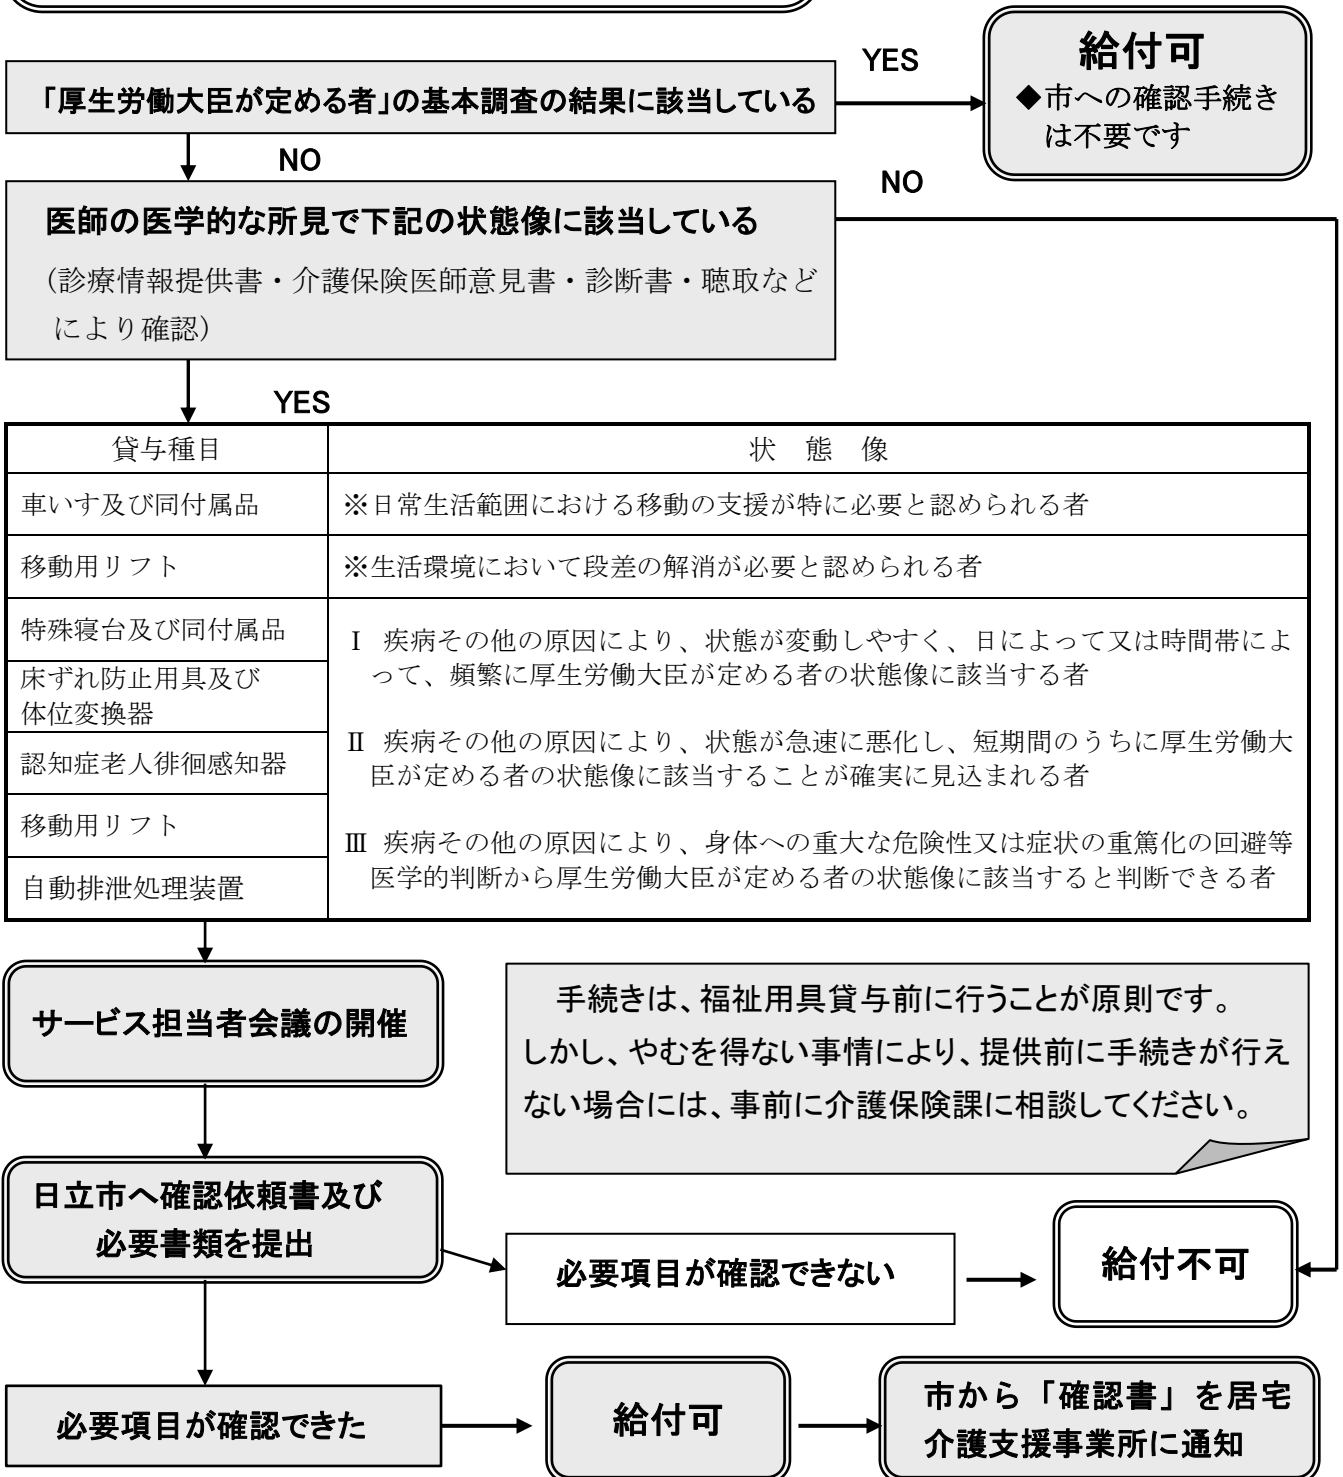 給付可
YES
◆市への確認手続き
は不要です
「厚生労働大臣が定める者」の基本調査の結果に該当している
NO
NO
医師の医学的な所見で下記の状態像に該当している
(診療情報提供書・介護保険医師意見書・診断書・聴取など
により確認)
YES
貸与種目
状 態 像
車いす及び同付属品
※日常生活範囲における移動の支援が特に必要と認められる者
移動用リフト
※生活環境において段差の解消が必要と認められる者
特殊寝台及び同付属品
床ずれ防止用具及び
体位変換器
認知症老人徘徊感知器
移動用リフト
自動排泄処理装置
Ⅰ 疾病その他の原因により、状態が変動しやすく、日によって又は時間帯によ
って、頻繁に厚生労働大臣が定める者の状態像に該当する者
Ⅱ 疾病その他の原因により、状態が急速に悪化し、短期間のうちに厚生労働大
臣が定める者の状態像に該当することが確実に見込まれる者
Ⅲ 疾病その他の原因により、身体への重大な危険性又は症状の重篤化の回避等
医学的判断から厚生労働大臣が定める者の状態像に該当すると判断できる者
サービス担当者会議の開催
手続きは、福祉用具貸与前に行うことが原則です。
しかし、やむを得ない事情により、提供前に手続きが行え
ない場合には、事前に介護保険課に相談してください。
日立市へ確認依頼書及び
必要書類を提出
必要項目が確認できない
給付不可
必要項目が確認できた
給付可
市から「確認書」を居宅
介護支援事業所に通知